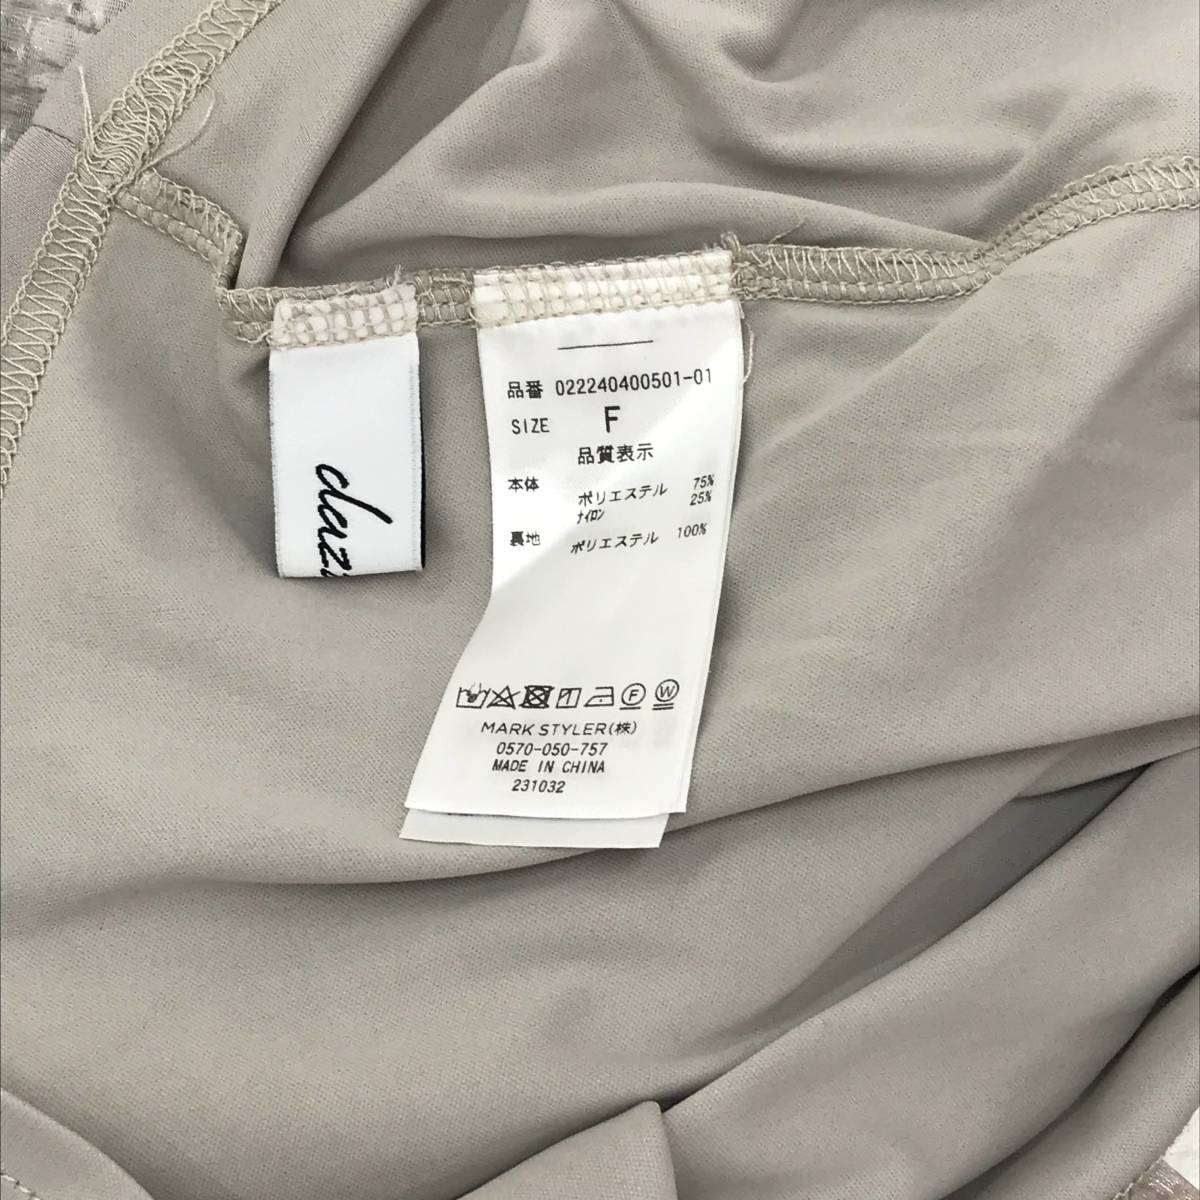 品番 022240400501-01
SIZE F
品質表示
本体 ポリエステル 75%
ナイロン 25%
裏地 ポリエステル 100%
F W
MARK STYLER(株)
0570-050-757
MADE IN CHINA
231032